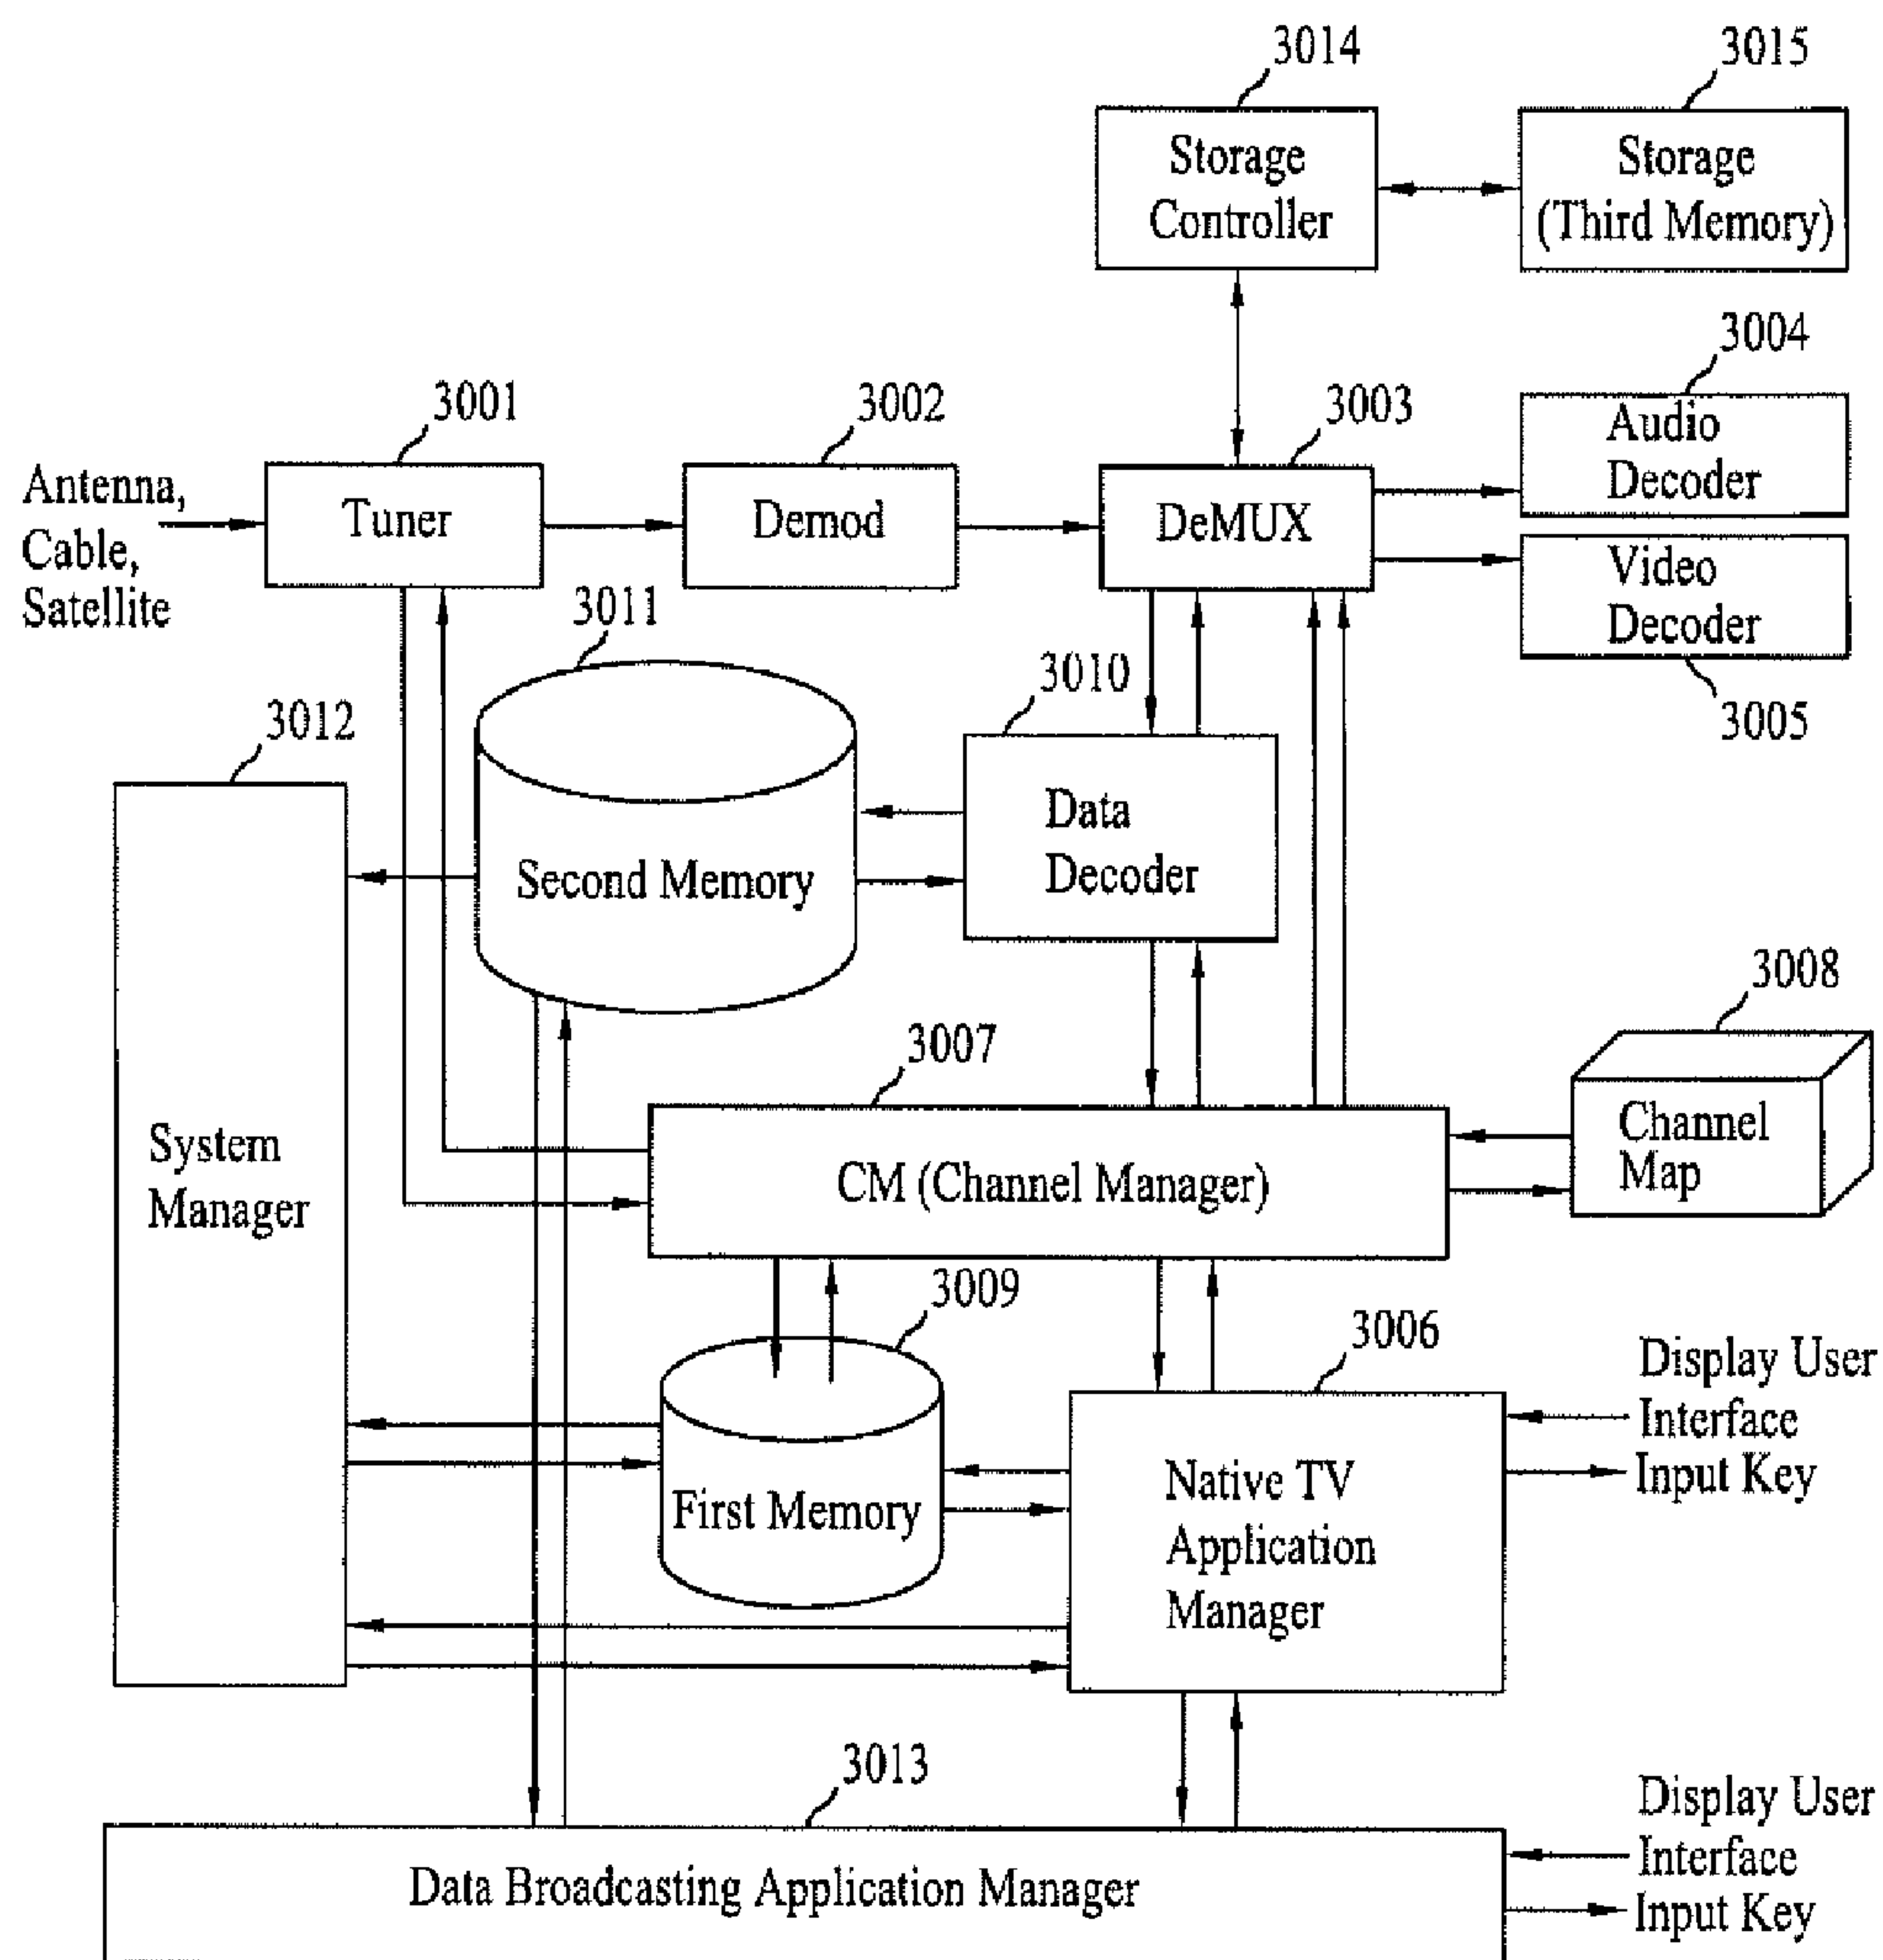 3014
3015
Storage
Controller
Storage
(Third Memory)
3004
3001
3002
3003
Audio
Decoder
Antenna,
Cable,
Satellite
Tuner
Demod
DeMUX
Video
Decoder
3011
3010
3005
3012
Data
Decoder
Second Memory
3008
3007
Channel
Map
System
Manager
CM (Channel Manager)
3009
3006
Display User
Interface
Input Key
First Memory
Native TV
Application
Manager
3013
Display User
Interface
Input Key
Data Broadcasting Application Manager